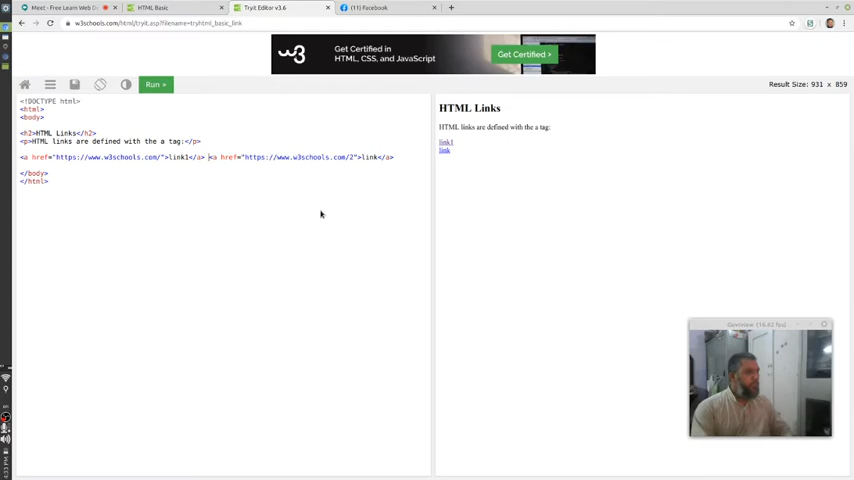 Meet - Free Learn Web D
HTML Basic
Tryit Editor v3.6
(11) Facebook
w3schools.com/html/tryit.asp?filename=tryhtml_basic_link
Get Certified in
HTML, CSS, and JavaScript
Get Certified >
Run >
Result Size: 931 x 859
<!DOCTYPE html>
<html>
<body>
<h2>HTML Links</h2>
<p>HTML links are defined with the a tag:</p>
<a href="https://www.w3schools.com/">link1</a> <a href="https://www.w3schools.com/2">link</a>
</body>
</html>
HTML Links
HTML links are defined with the a tag:
link1
link